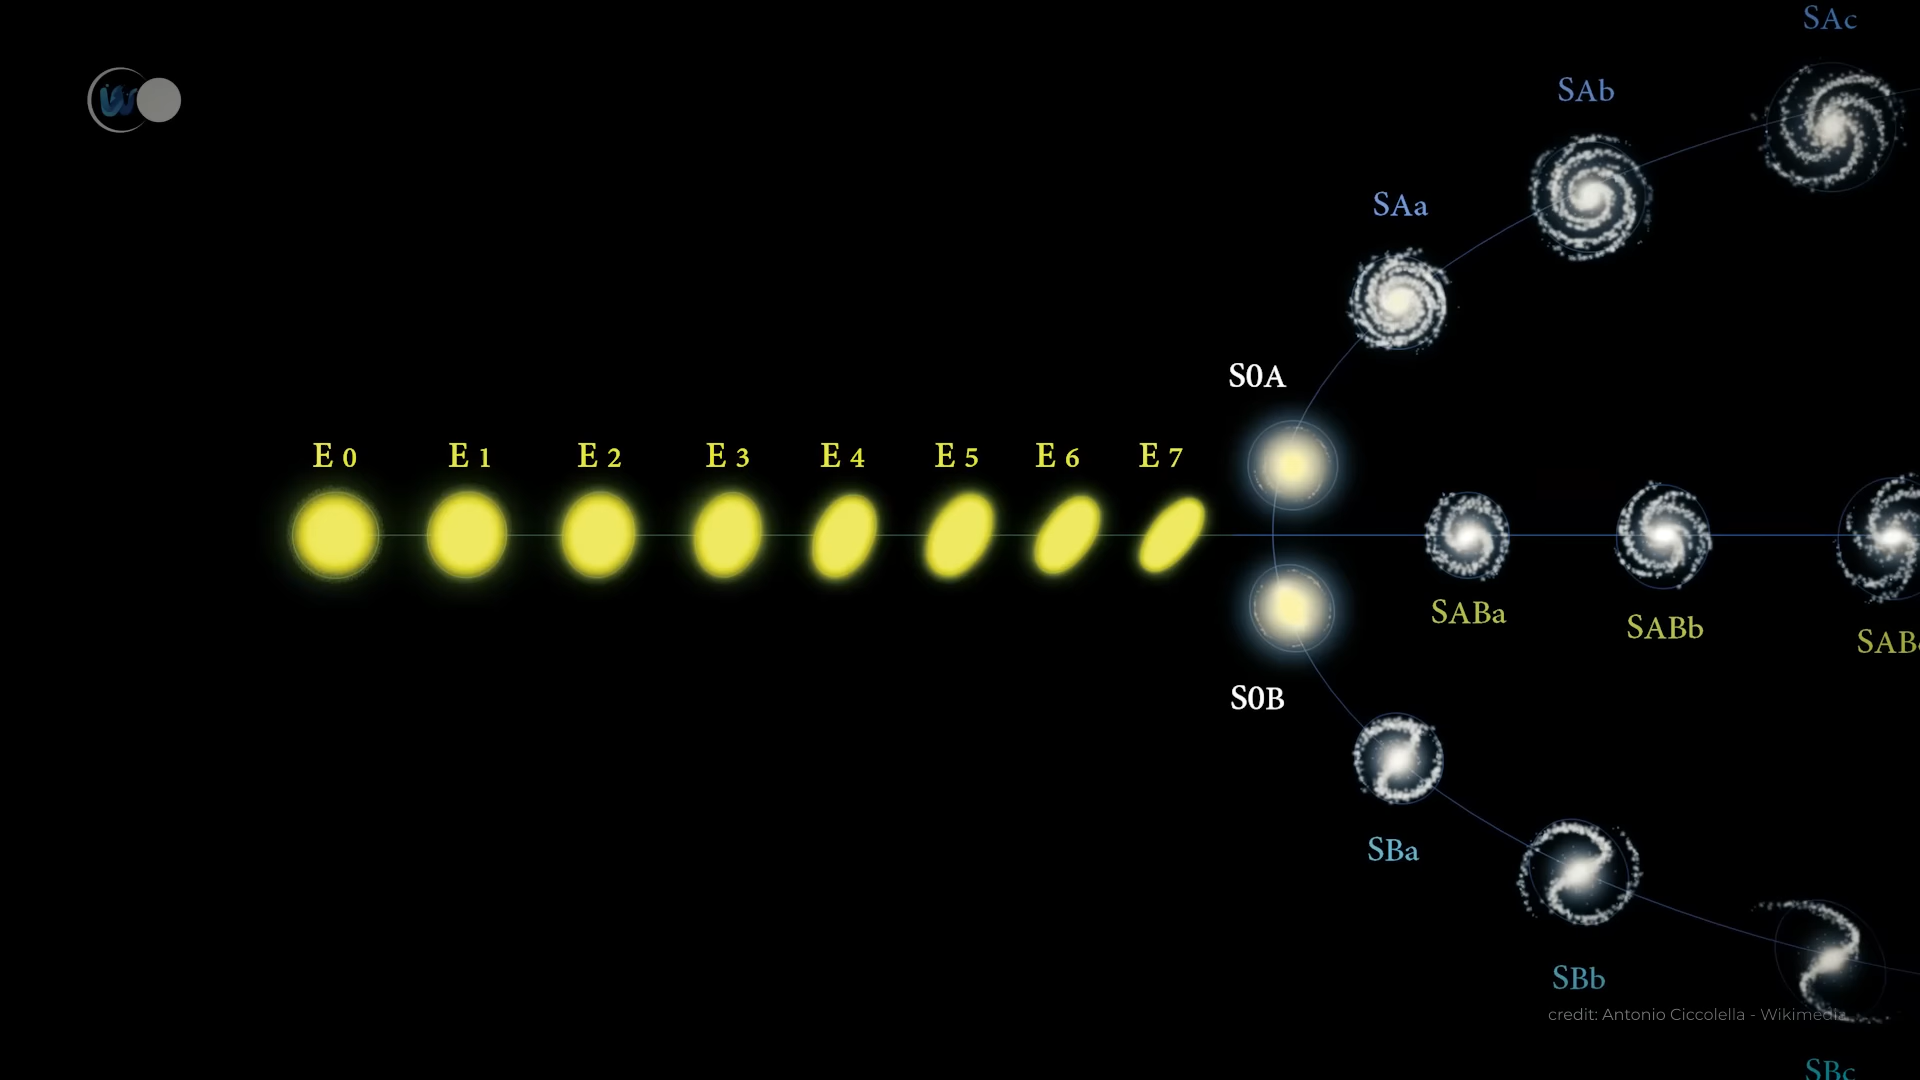 SAc
SAb
SAa
S0A
E 0 E 1 E 2 E 3 E 4 E 5 E 6 E 7
SABa
SABb
S0B
SBa
SBb
credit: Antonio Ciccolella - Wikimedia
SBc